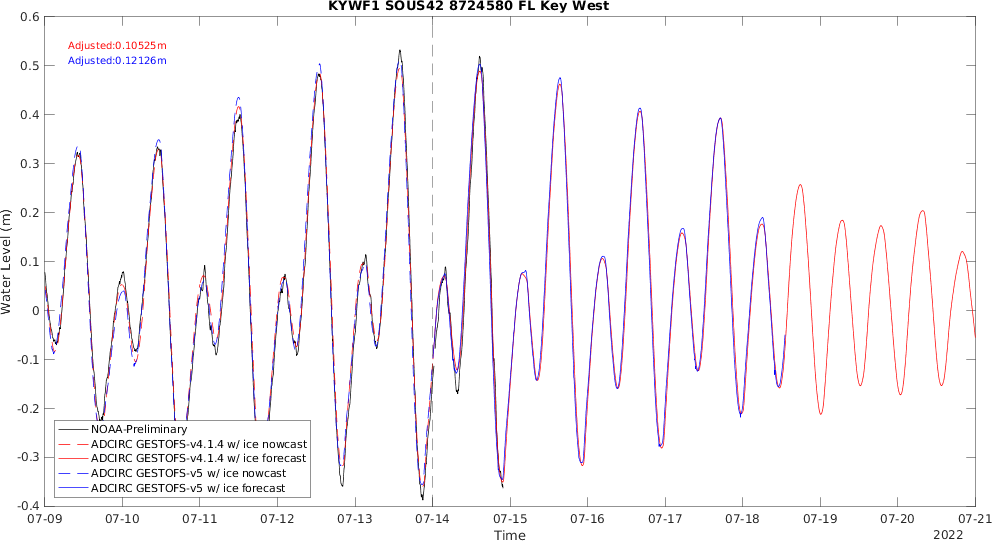 KYWF1 SOUS42 8724580 FL Key West
Adjusted:0.10525m
Adjusted:0.12126m
Water Level (m)
0.6
0.5
0.4
0.3
0.2
0.1
0
-0.1
-0.2
-0.3
-0.4
NOAA-Preliminary
ADCIRC GESTOFS-v4.1.4 w/ ice nowcast
ADCIRC GESTOFS-v4.1.4 w/ ice forecast
ADCIRC GESTOFS-v5 w/ ice nowcast
ADCIRC GESTOFS-v5 w/ ice forecast
07-09 07-10 07-11 07-12 07-13 07-14 07-15 07-16 07-17 07-18 07-19 07-20 07-21
Time
2022